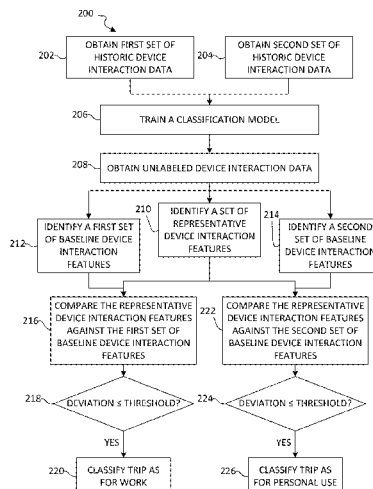 200
OBTAIN FIRST SET OF
HISTORIC DEVICE
INTERACTION DATA
202
OBTAIN SECOND SET OF
HISTORIC DEVICE
INTERACTION DATA
204
206
TRAIN A CLASSIFICATION MODEL
208
OBTAIN UNLABELED DEVICE INTERACTION DATA
212
IDENTIFY A FIRST SET
OF BASELINE DEVICE
INTERACTION
FEATURES
210
IDENTIFY A SET OF
REPRESENTATIVE
DEVICE INTERACTION
FEATURES
214
IDENTIFY A SECOND
SET OF BASELINE
DEVICE INTERACTION
FEATURES
216
COMPARE THE REPRESENTATIVE
DEVICE INTERACTION FEATURES
AGAINST THE FIRST SET OF
BASELINE DEVICE INTERACTION
FEATURES
222
COMPARE THE REPRESENTATIVE
DEVICE INTERACTION FEATURES
AGAINST THE SECOND SET OF
BASELINE DEVICE INTERACTION
FEATURES
218
DEVIATION ≤ THRESHOLD?
224
DEVIATION ≤ THRESHOLD?
YES
YES
220
CLASSIFY TRIP AS
FOR WORK
226
CLASSIFY TRIP AS
FOR PERSONAL USE